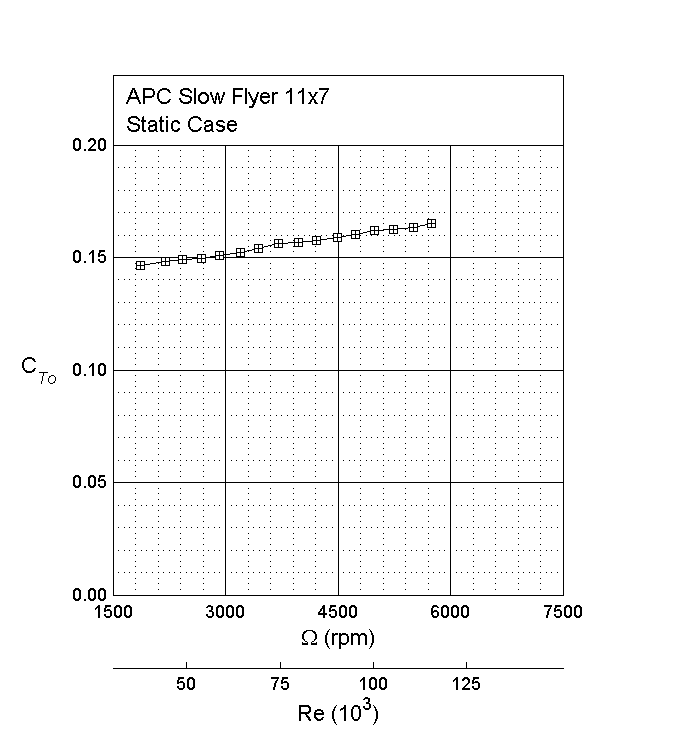 APC Slow Flyer 11x7
Static Case
0.20
0.15
C_To
0.10
0.05
0.00
1500 3000 4500 6000 7500
Ω (rpm)
50 75 100 125
Re (10³)